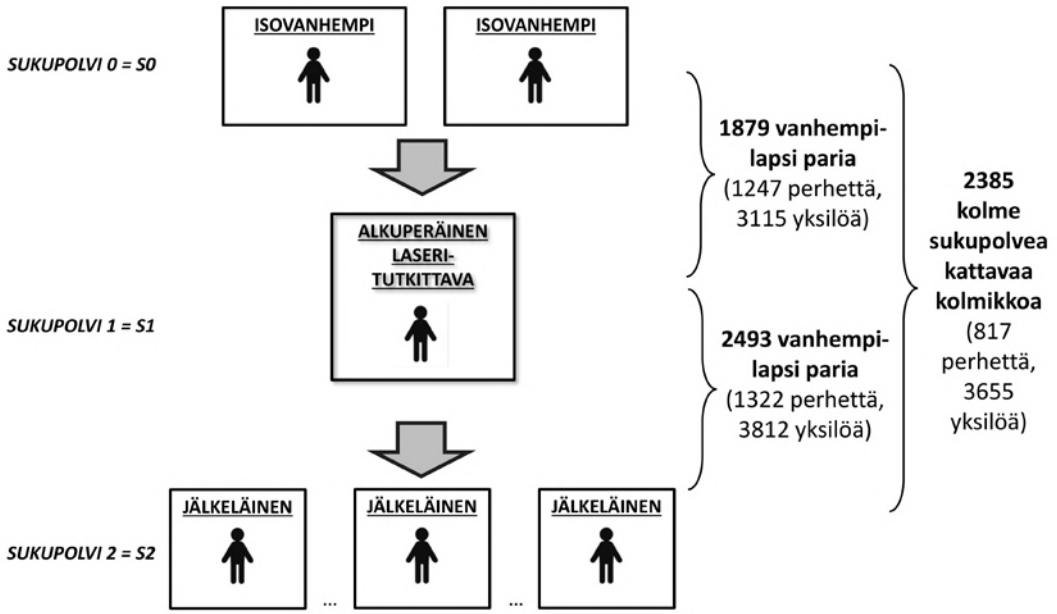 ISOVANHEMPI
ISOVANHEMPI
SUKUPOLVI 0 = S0
1879 vanhempi-
lapsi paria
(1247 perhettä,
3115 yksilöä)
2385
kolme
sukupolvea
kattavaa
kolmikkoa
(817
perhettä,
3655
yksilöä)
ALKUPERÄINEN
LASERI-
TUTKITTAVA
SUKUPOLVI 1 = S1
2493 vanhempi-
lapsi paria
(1322 perhettä,
3812 yksilöä)
JÄLKELÄINEN
JÄLKELÄINEN
JÄLKELÄINEN
SUKUPOLVI 2 = S2
...
...